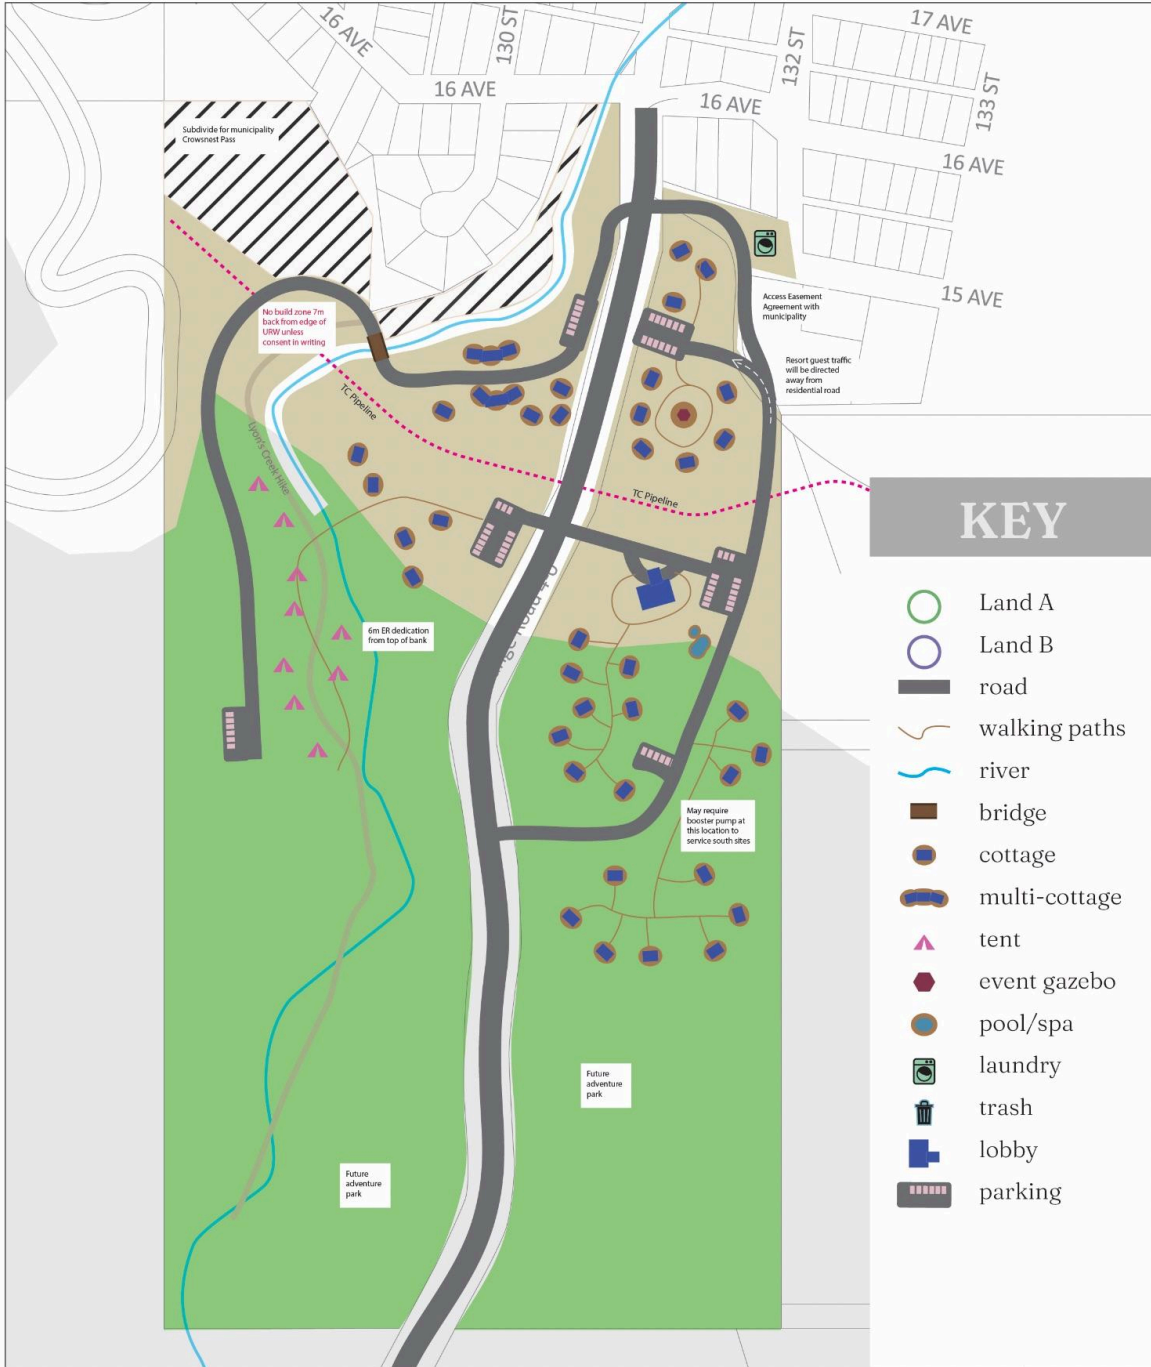 17 AVE
16 AVE
130 ST
132 ST
16 AVE
16 AVE
133 ST
Subdivide for municipality
Crowsnest Pass
16 AVE
15 AVE
Access Easement
Agreement with
municipality
No build zone 7m
back from edge of
URW unless
consent in writing
Resort guest traffic
will be directed
away from
residential road
TC Pipeline
Lyon's Creek Hike
TC Pipeline
6m ER dedication
from top of bank
May require
booster pump at
this location to
service south sites
Future
adventure
park
Future
adventure
park
KEY
Land A
Land B
road
walking paths
river
bridge
cottage
multi-cottage
tent
event gazebo
pool/spa
laundry
trash
lobby
parking